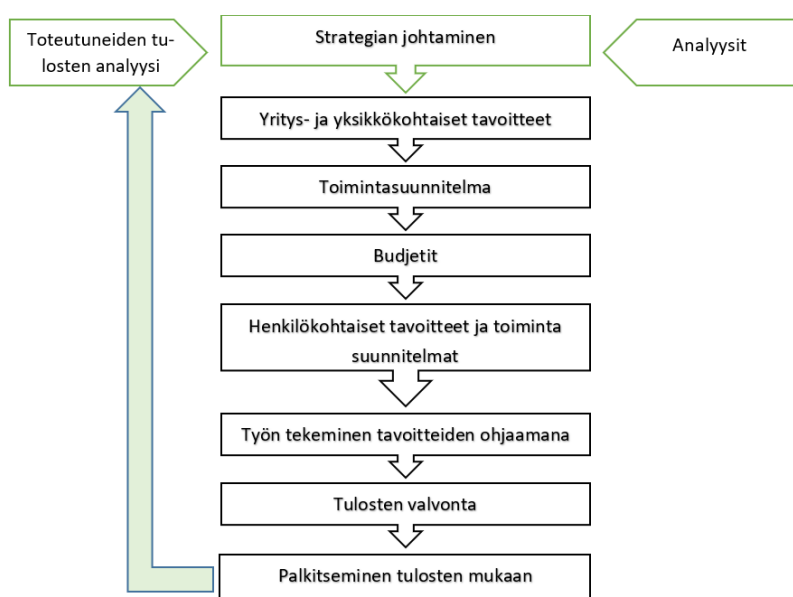 Toteutuneiden tu-
losten analyysi
Strategian johtaminen
Analyysit
Yritys- ja yksikkökohtaiset tavoitteet
Toimintasuunnitelma
Budjetit
Henkilökohtaiset tavoitteet ja toiminta
suunnitelmat
Työn tekeminen tavoitteiden ohjaamana
Tulosten valvonta
Palkitseminen tulosten mukaan